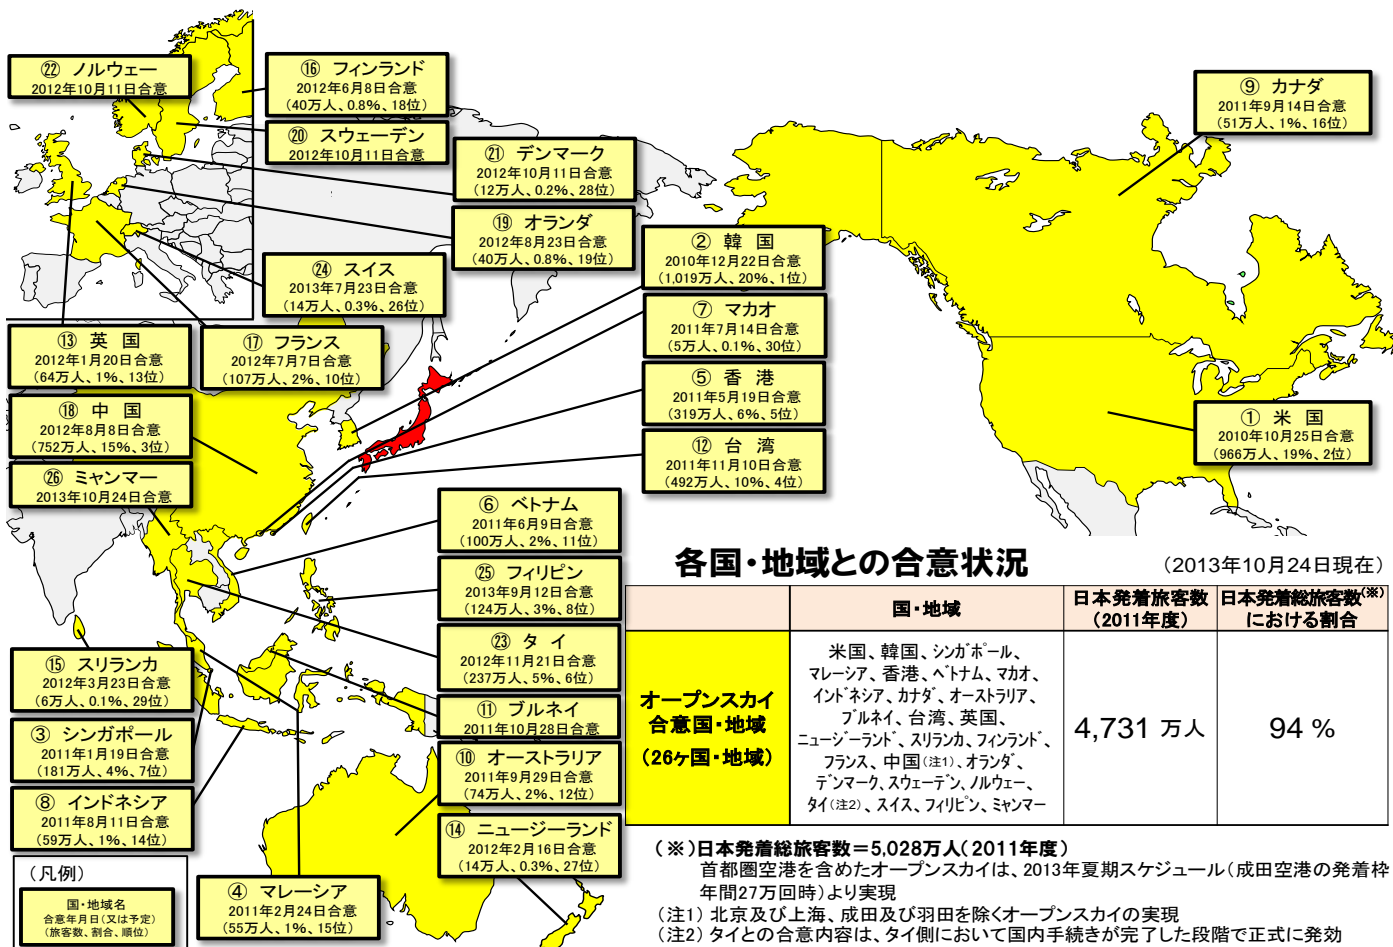 ㉒ ノルウェー
2012年10月11日合意
⑯ フィンランド
2012年6月8日合意
(40万人、0.8%、18位)
⑳ スウェーデン
2012年10月11日合意
㉑ デンマーク
2012年10月11日合意
(12万人、0.2%、28位)
⑲ オランダ
2012年8月23日合意
(40万人、0.8%、19位)
㉔ スイス
2013年7月23日合意
(14万人、0.3%、26位)
⑬ 英 国
2012年1月20日合意
(64万人、1%、13位)
⑰ フランス
2012年7月7日合意
(107万人、2%、10位)
⑱ 中 国
2012年8月8日合意
(752万人、15%、3位)
㉖ ミャンマー
2013年10月24日合意
② 韓 国
2010年12月22日合意
(1,019万人、20%、1位)
⑦ マカオ
2011年7月14日合意
(5万人、0.1%、30位)
⑤ 香 港
2011年5月19日合意
(319万人、6%、5位)
⑫ 台 湾
2011年11月10日合意
(492万人、10%、4位)
⑨ カナダ
2011年9月14日合意
(51万人、1%、16位)
① 米 国
2010年10月25日合意
(966万人、19%、2位)
⑥ ベトナム
2011年6月9日合意
(100万人、2%、11位)
㉕ フィリピン
2013年9月12日合意
(124万人、3%、8位)
㉓ タ イ
2012年11月21日合意
(237万人、5%、6位)
⑪ ブルネイ
2011年10月28日合意
⑩ オーストラリア
2011年9月29日合意
(74万人、2%、12位)
⑭ ニュージーランド
2012年2月16日合意
(14万人、0.3%、27位)
⑮ スリランカ
2012年3月23日合意
(6万人、0.1%、29位)
③ シンガポール
2011年1月19日合意
(181万人、4%、7位)
⑧ インドネシア
2011年8月11日合意
(59万人、1%、14位)
④ マレーシア
2011年2月24日合意
(55万人、1%、15位)
(凡例)
国・地域名
合意年月日(又は予定)
(旅客数、割合、順位)
各国・地域との合意状況
(2013年10月24日現在)
国・地域
日本発着旅客数
(2011年度)
日本発着総旅客数(※)
における割合
オープンスカイ
合意国・地域
(26ヶ国・地域)
米国、韓国、シンガポール、
マレーシア、香港、ベトナム、マカオ、
インドネシア、カナダ、オーストラリア、
ブルネイ、台湾、英国、
ニュージーランド、スリランカ、フィンランド、
フランス、中国(注1)、オランダ、
デンマーク、スウェーデン、ノルウェー、
タイ(注2)、スイス、フィリピン、ミャンマー
4,731 万人
94 %
(※)日本発着総旅客数=5,028万人(2011年度)
首都圏空港を含めたオープンスカイは、2013年夏期スケジュール(成田空港の発着枠
年間27万回時)より実現
(注1) 北京及び上海、成田及び羽田を除くオープンスカイの実現
(注2) タイとの合意内容は、タイ側において国内手続きが完了した段階で正式に発効